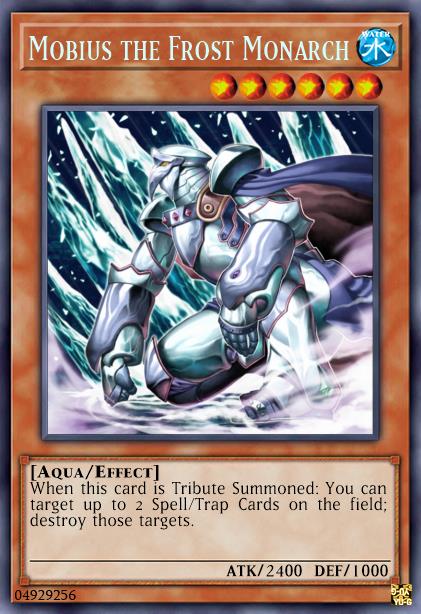 MOBIUS THE FROST MONARCH
WATER
水
[AQUA/EFFECT]
When this card is Tribute Summoned: You can
target up to 2 Spell/Trap Cards on the field;
destroy those targets.
ATK/2400 DEF/1000
04929256